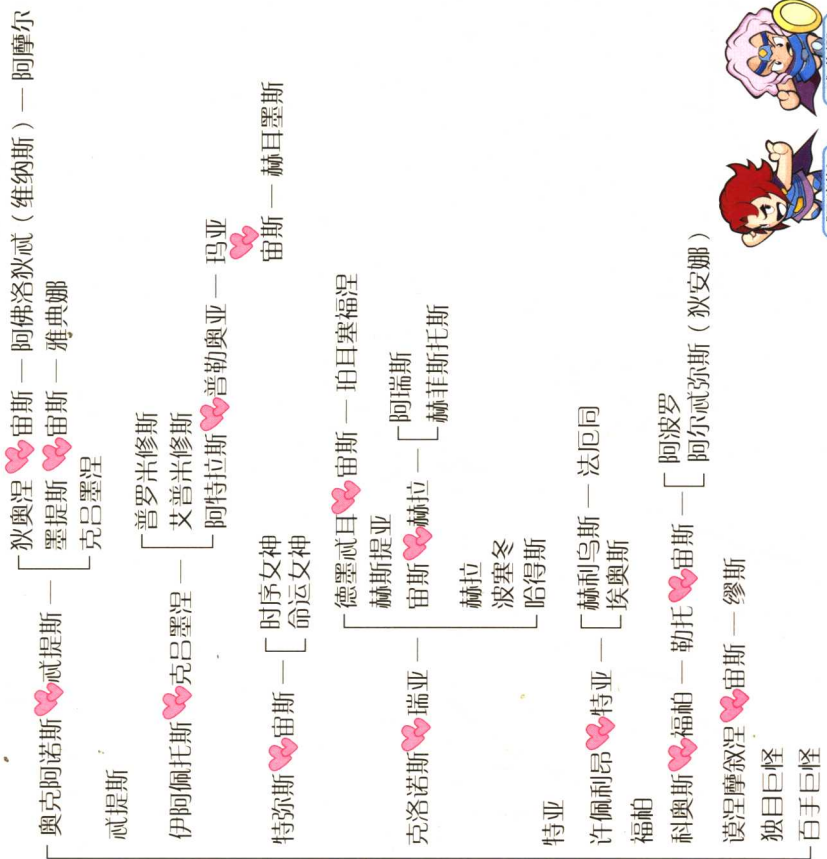 狄奥涅 宙斯 — 阿佛洛狄忒（维纳斯）— 阿摩尔
奥克阿诺斯 忒提斯 — 墨提斯 宙斯 — 雅典娜
克吕墨涅
忒提斯
普罗米修斯
伊阿佩托斯 克吕墨涅 — 艾普米修斯
阿特拉斯 普勒奥亚 — 玛亚
宙斯 — 赫耳墨斯
特弥斯 宙斯 — 时序女神
命运女神
德墨忒耳 宙斯 — 珀耳塞福涅
赫斯提亚
克洛诺斯 瑞亚 — 宙斯 赫拉 — 阿瑞斯
赫菲斯托斯
赫拉
波塞冬
哈得斯
特亚
许佩利昂 特亚 — 赫利乌斯 — 法厄同
埃奥斯
福帕
科奥斯 福帕 — 勒托 宙斯 — 阿波罗
阿尔忒弥斯（狄安娜）
谟涅摩叙涅 宙斯 — 缪斯
独目巨怪
百手巨怪